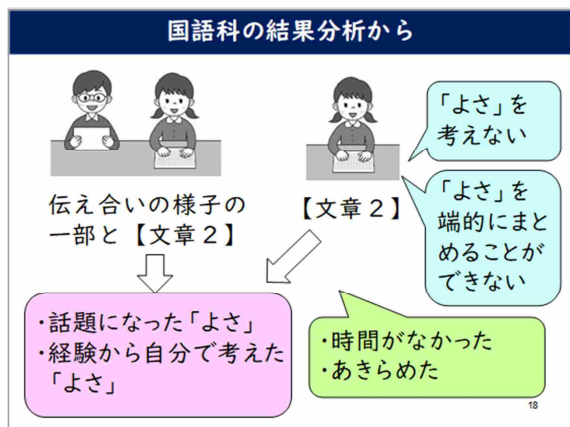 国語科の結果分析から
伝え合いの様子の
一部と【文章２】
【文章２】
「よさ」を
考えない
「よさ」を
端的にまと
めることが
できない
・話題になった「よさ」
・経験から自分で考えた
「よさ」
・時間がなかった
・あきらめた
18